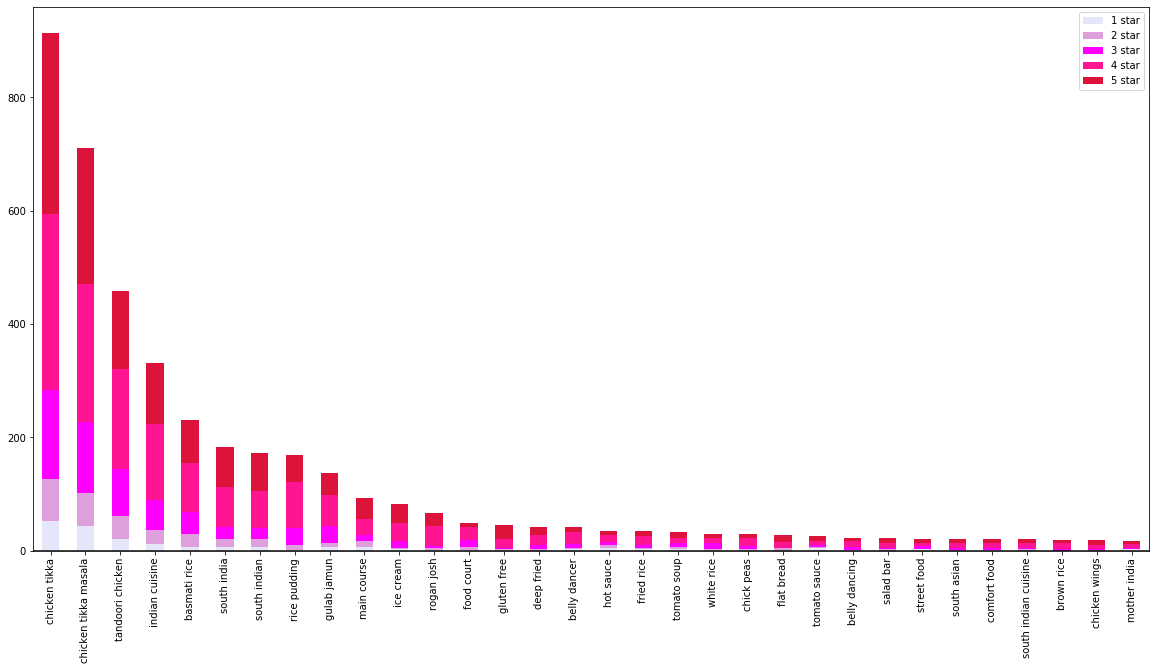 1 star
2 star
3 star
4 star
5 star
800
600
400
200
0
chicken tikka
chicken tikka masala
tandoori chicken
indian cuisine
basmati rice
south india
south indian
rice pudding
gulab jamun
main course
ice cream
rogan josh
food court
gluten free
deep fried
belly dancer
hot sauce
fried rice
tomato soup
white rice
chick peas
flat bread
tomato sauce
belly dancing
salad bar
street food
south asian
comfort food
south indian cuisine
brown rice
chicken wings
mother india